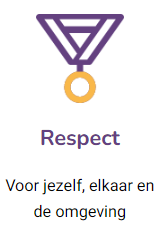 Respect
Voor jezelf, elkaar en
de omgeving